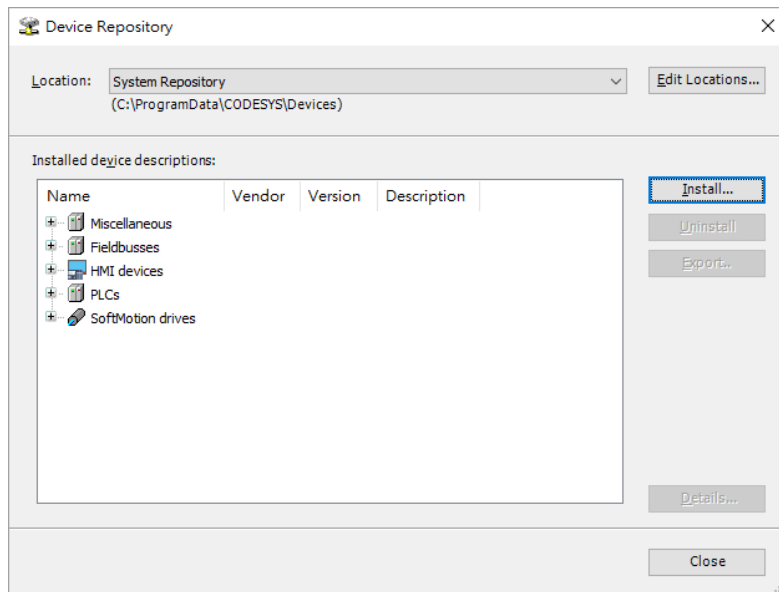 Device Repository
Location: System Repository Edit Locations...
(C:\ProgramData\CODESYS\Devices)
Installed device descriptions:
Name Vendor Version Description Install...
Miscellaneous Uninstall
Fieldbusses Export..
HMI devices
PLCs
SoftMotion drives
Details...
Close